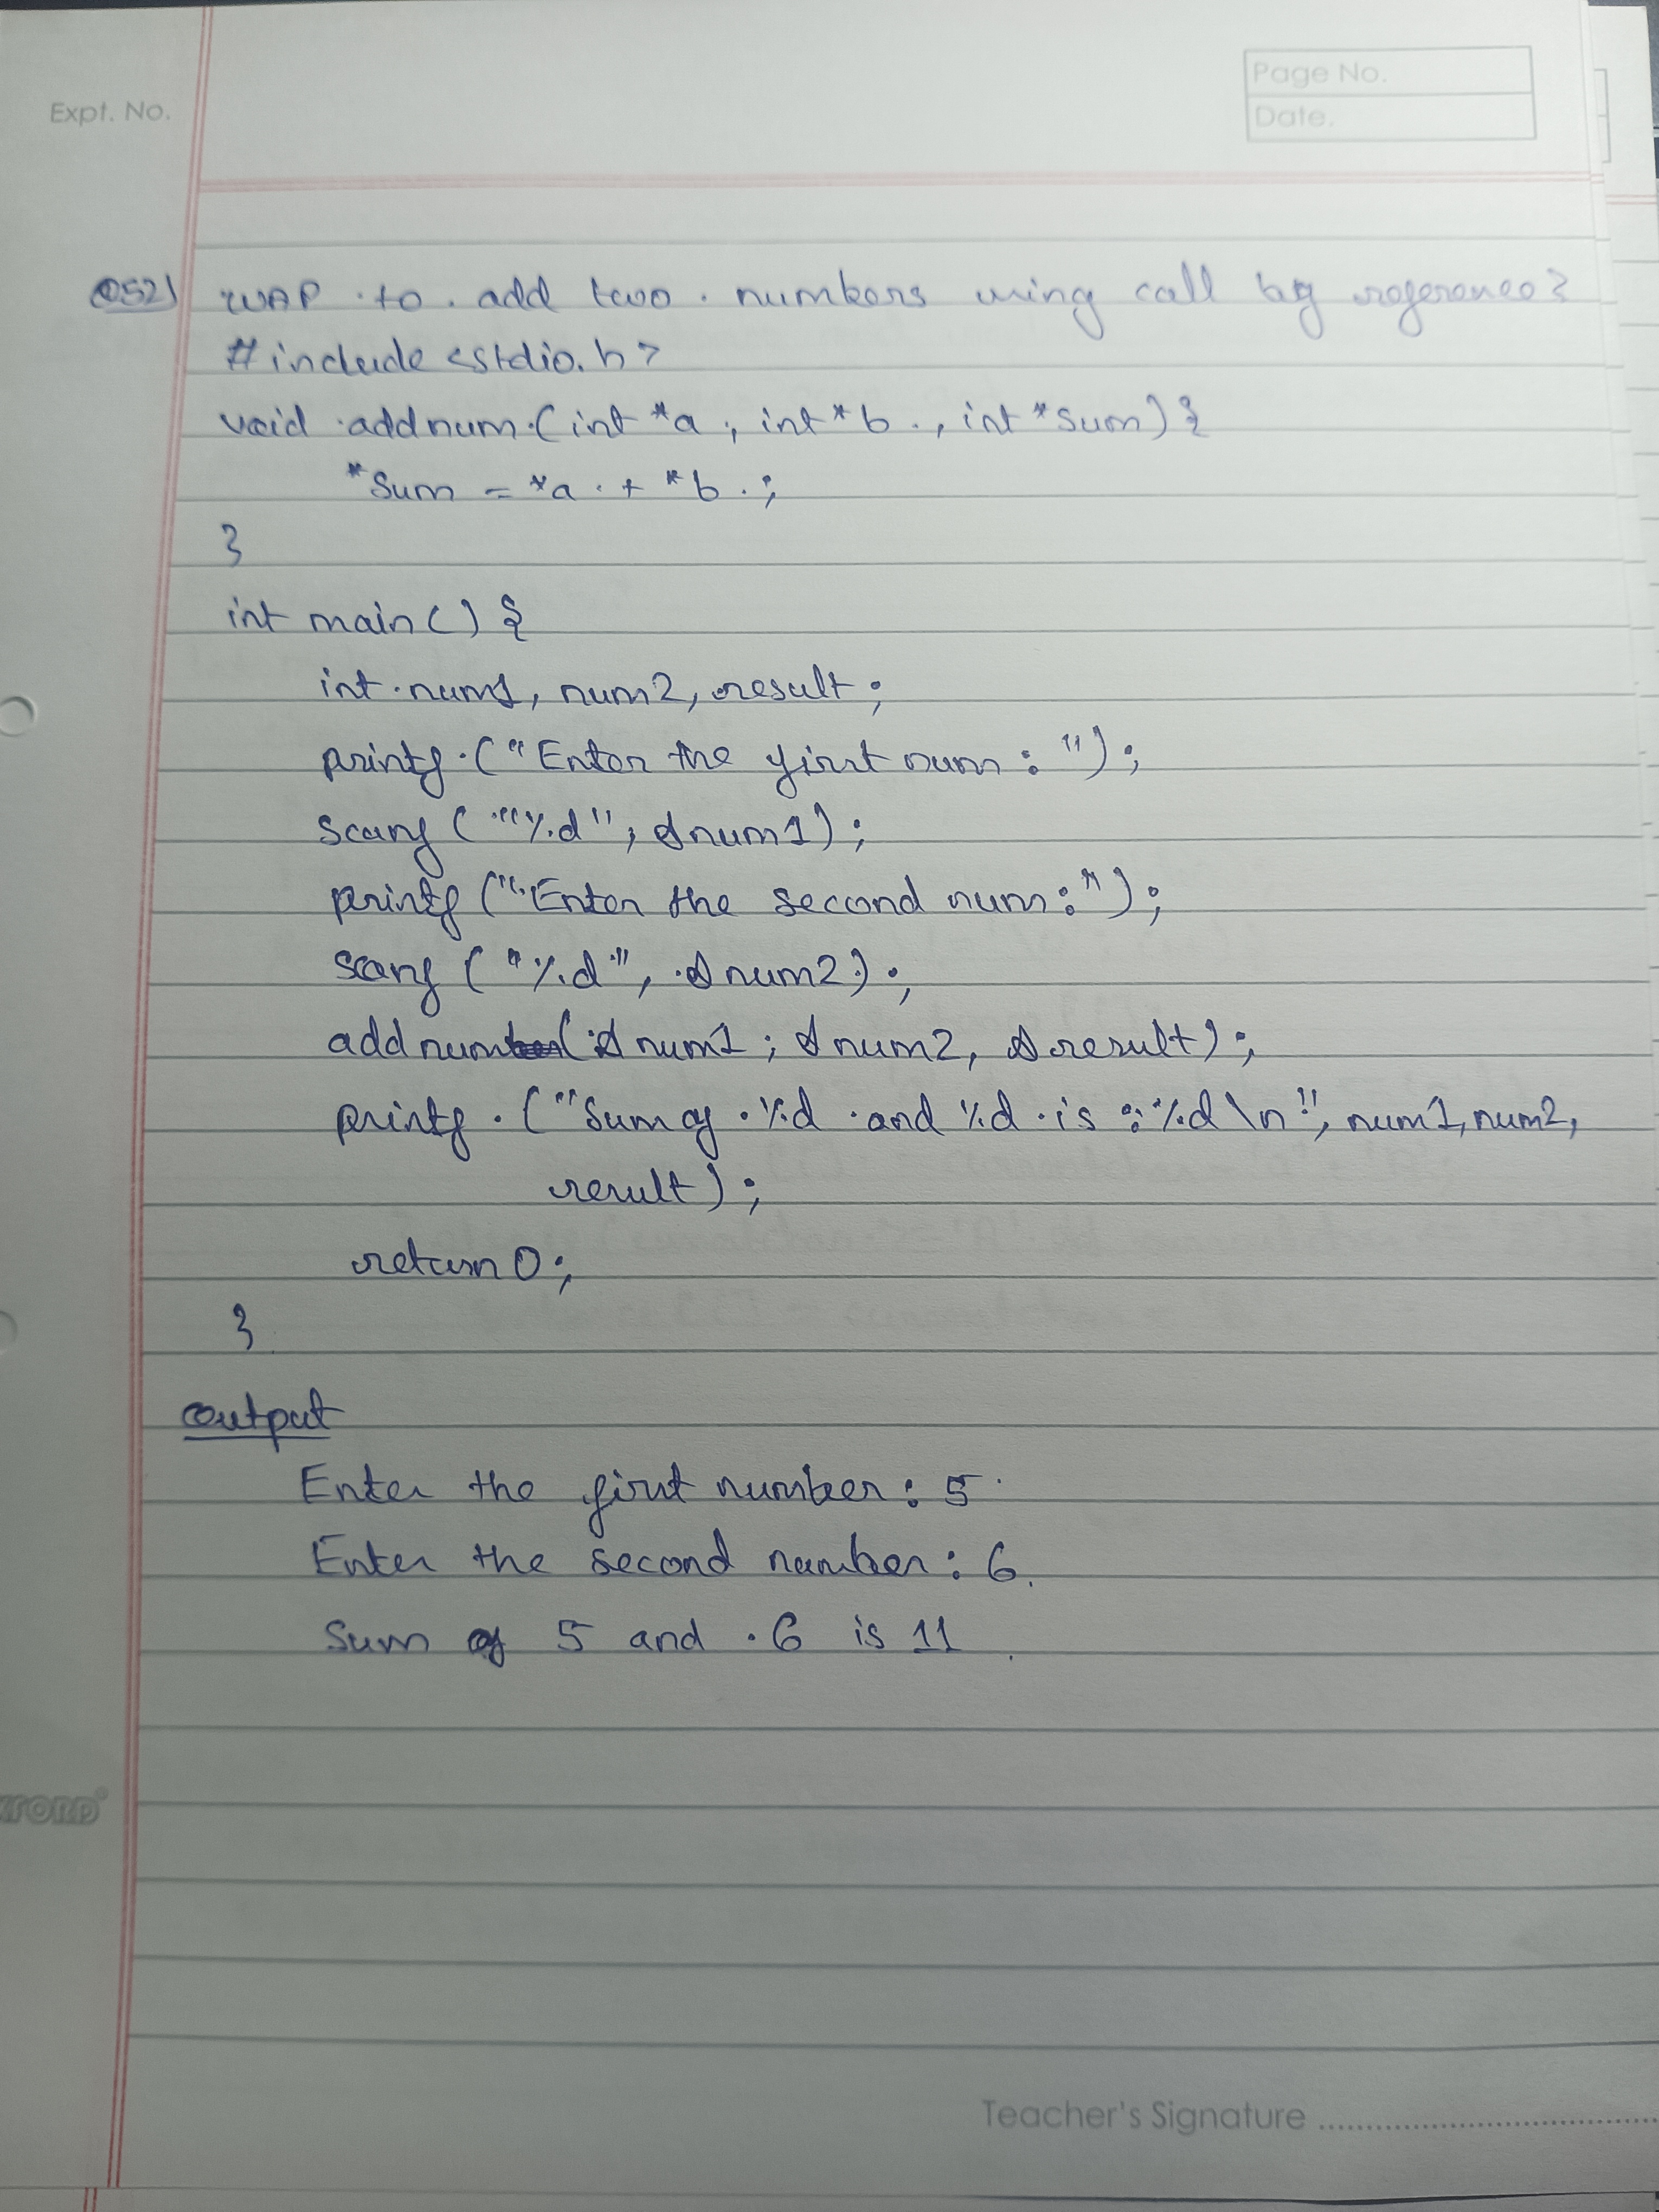 Expt. No.
Page No.
Date.
Q52) WAP to add two numbers using call by reference?
#include <stdio.h>
void addnum (int *a, int *b, int *sum) {
*sum = *a + *b ;
}
int main () {
int num1, num2, result;
printf ("Enter the first num : ");
scanf ("%d", &num1);
printf ("Enter the second num:");
scanf ("%d", &num2);
addnum( &num1, &num2, &result);
printf ("Sum of %d and %d is : %d \n", num1, num2,
result);
return 0;
}
output
Enter the first number : 5
Enter the second number : 6.
Sum of 5 and 6 is 11
Teacher's Signature